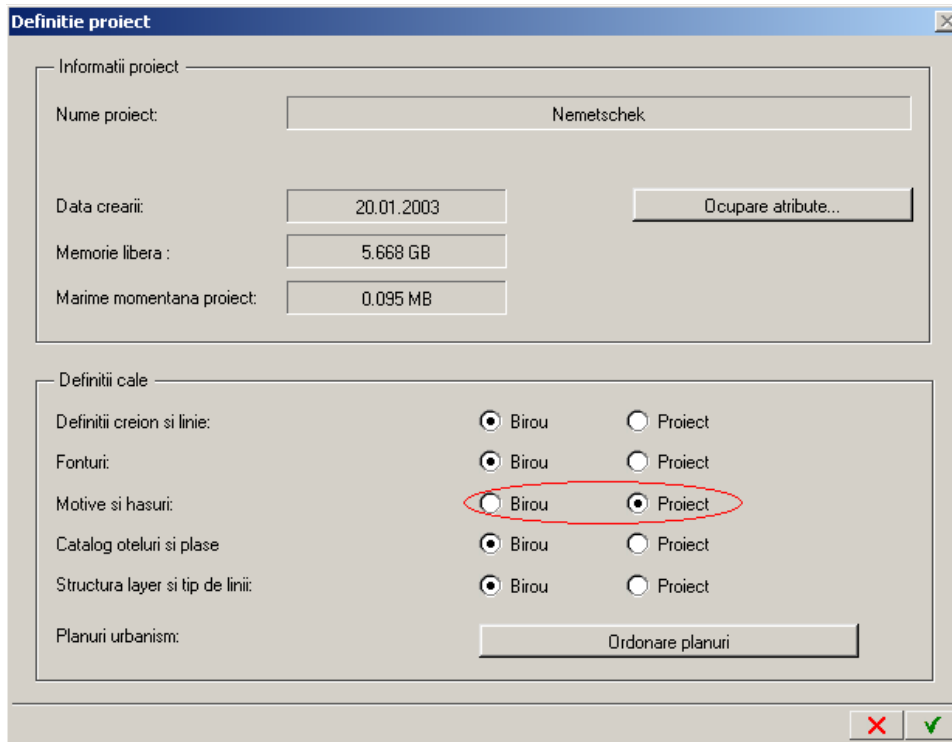 Definitie proiect
Informatii proiect
Nume proiect: Nemetschek
Data crearii: 20.01.2003 Ocupare atribute...
Memorie libera : 5.668 GB
Marime momentana proiect: 0.095 MB
Definitii cale
Definitii creion si linie: Birou Proiect
Fonturi: Birou Proiect
Motive si hasuri: Birou Proiect
Catalog oteluri si plase Birou Proiect
Structura layer si tip de linii: Birou Proiect
Planuri urbanism: Ordonare planuri